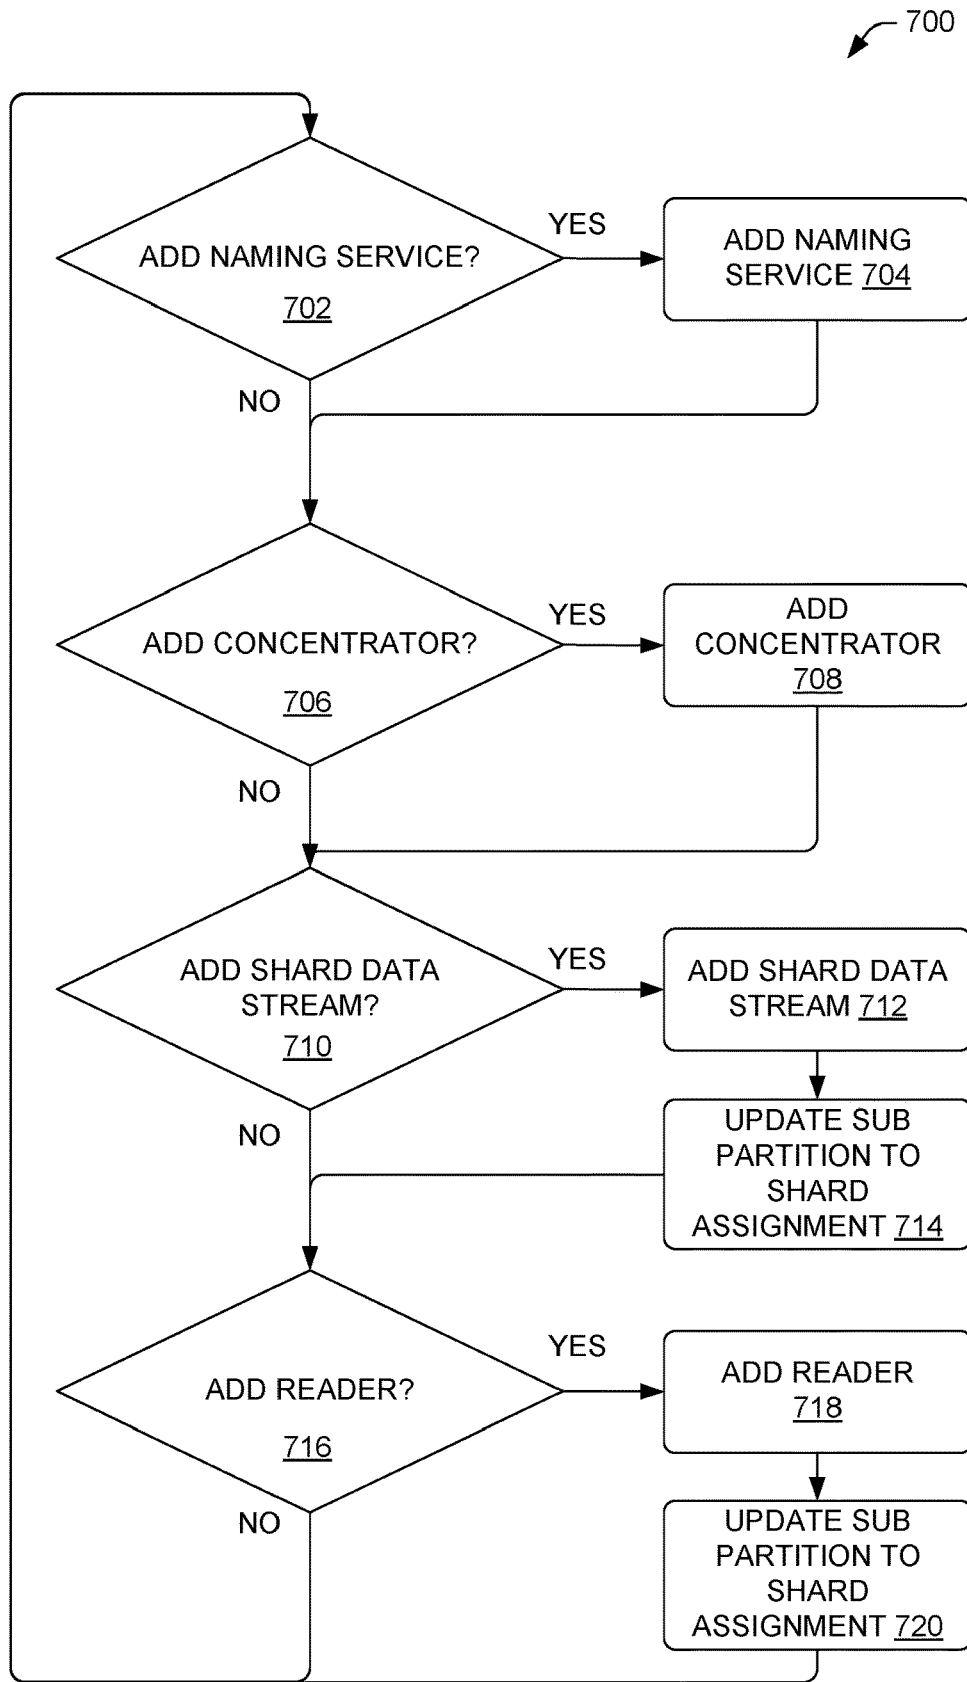 700
ADD NAMING SERVICE?
702
YES
ADD NAMING
SERVICE 704
NO
ADD CONCENTRATOR?
706
YES
ADD
CONCENTRATOR
708
NO
ADD SHARD DATA
STREAM?
710
YES
ADD SHARD DATA
STREAM 712
UPDATE SUB
PARTITION TO
SHARD
ASSIGNMENT 714
NO
ADD READER?
716
YES
ADD READER
718
UPDATE SUB
PARTITION TO
SHARD
ASSIGNMENT 720
NO